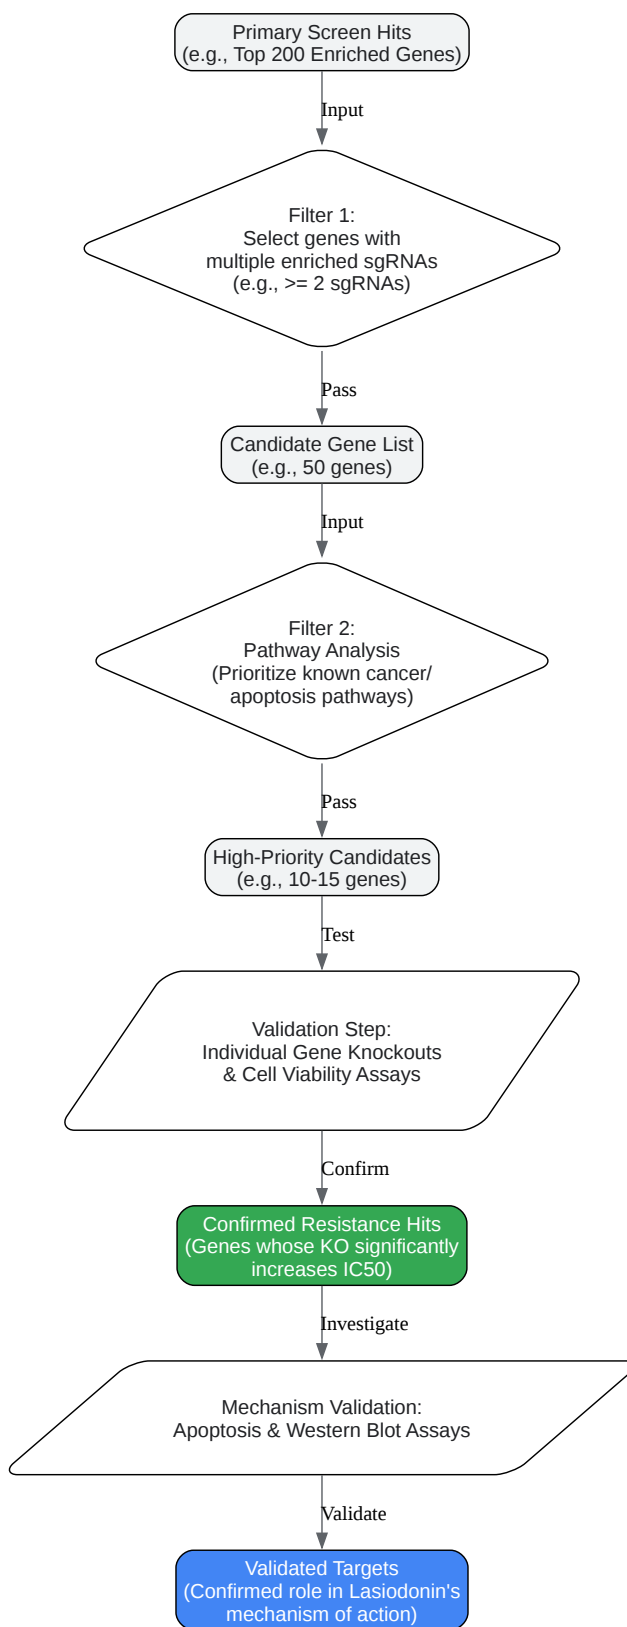 Primary Screen Hits
(e.g., Top 200 Enriched Genes)
Input
Filter 1:
Select genes with
multiple enriched sgRNAs
(e.g., >= 2 sgRNAs)
Pass
Candidate Gene List
(e.g., 50 genes)
Input
Filter 2:
Pathway Analysis
(Prioritize known cancer/
apoptosis pathways)
Pass
High-Priority Candidates
(e.g., 10-15 genes)
Test
Validation Step:
Individual Gene Knockouts
& Cell Viability Assays
Confirm
Confirmed Resistance Hits
(Genes whose KO significantly
increases IC50)
Investigate
Mechanism Validation:
Apoptosis & Western Blot Assays
Validate
Validated Targets
(Confirmed role in Lasiodonin's
mechanism of action)